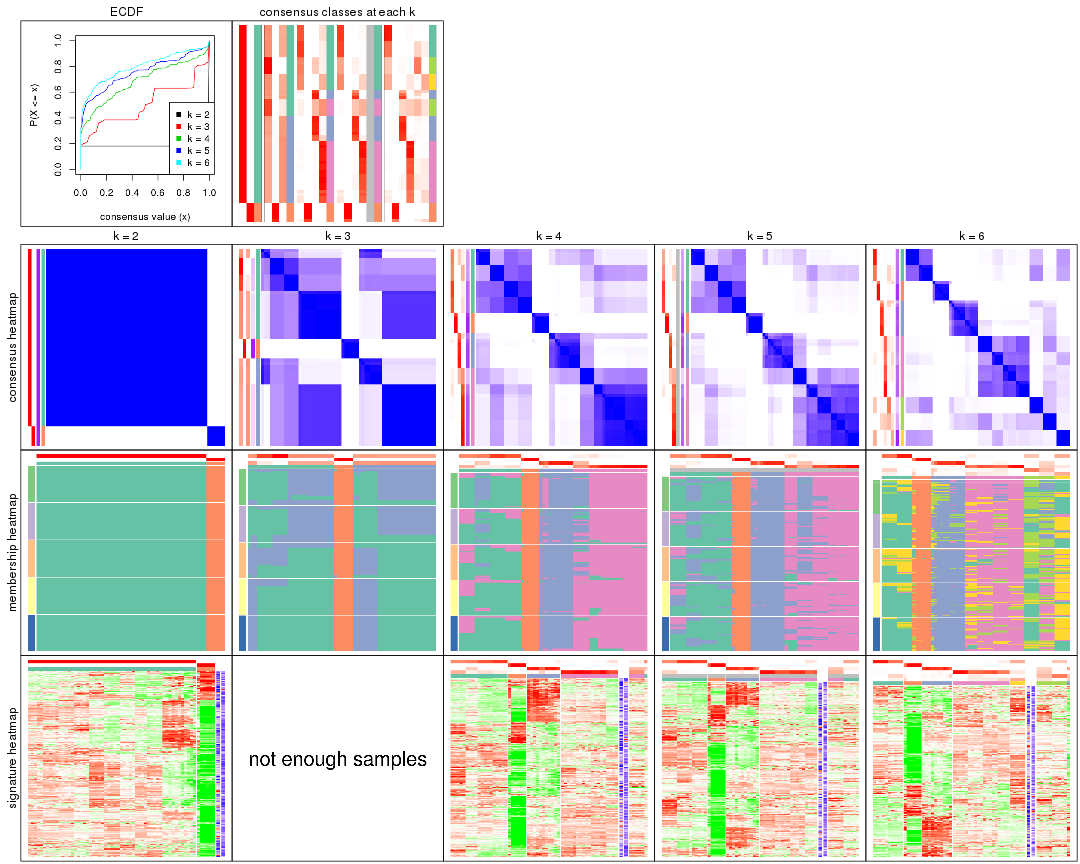 ECDF
consensus classes at each k
P(X <= x)
1.0
0.8
0.6
0.4
0.2
0.0
k = 2
k = 3
k = 4
k = 5
k = 6
0.0 0.2 0.4 0.6 0.8 1.0
consensus value (x)
k = 2
k = 3
k = 4
k = 5
k = 6
consensus heatmap
membership heatmap
signature heatmap
not enough samples